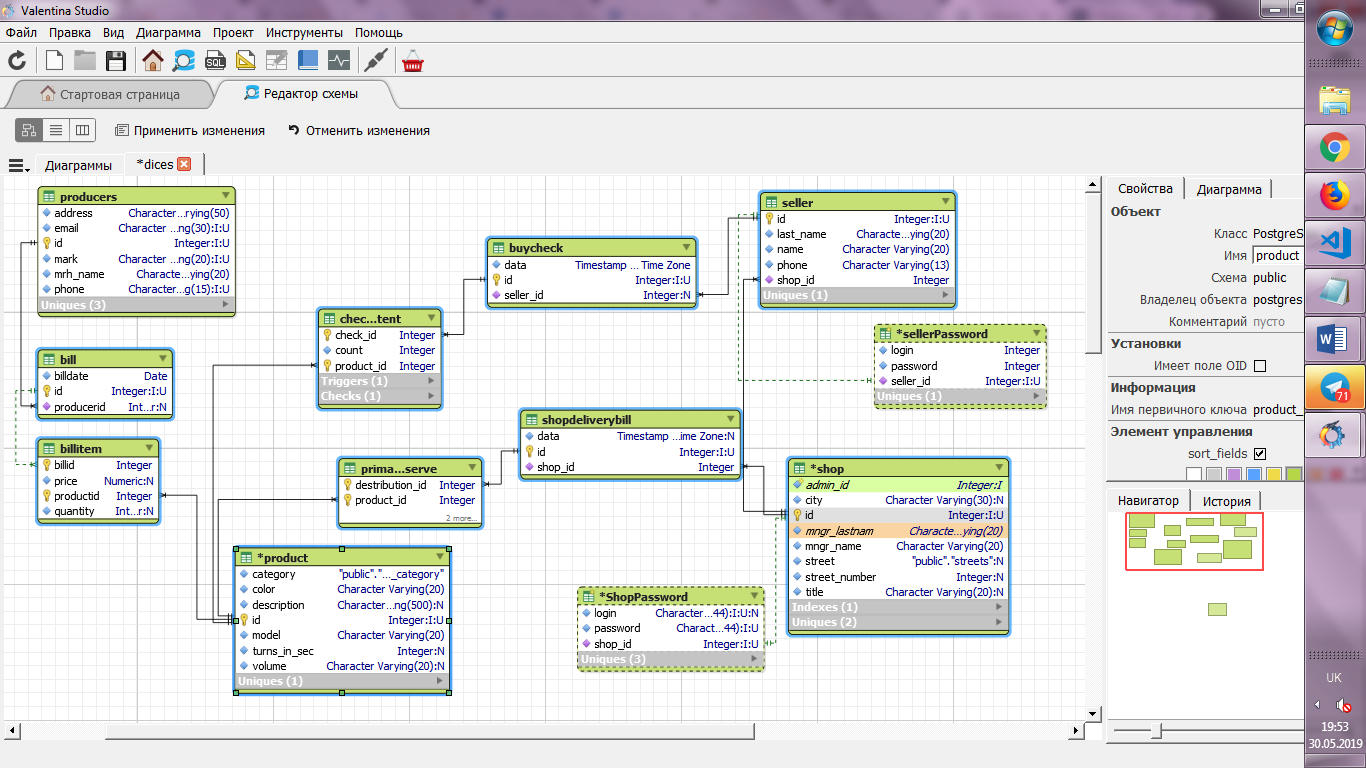 Valentina Studio
Файл Правка Вид Диаграмма Проект Инструменты Помощь
SQL
Стартовая страница
Редактор схемы
Применить изменения
Отменить изменения
Диаграммы
*dices
producers
address Character...rying(50)
email Character ...ng(30):I:U
id Integer:I:U
mark Character ...ng(20):I:U
mrh_name Characte...ying(20)
phone Character...g(15):I:U
Uniques (3)
bill
billdate Date
id Integer:I:U
producerid Int...r:N
billitem
billid Integer
price Numeric:N
productid Integer
quantity Int...r:N
chec...tent
check_id Integer
count Integer
product_id Integer
Triggers (1)
Checks (1)
buycheck
data Timestamp ... Time Zone
id Integer:I:U
seller_id Integer:N
seller
id Integer:I:U
last_name Characte...ying(20)
name Character Varying(20)
phone Character Varying(13)
shop_id Integer
Uniques (1)
*sellerPassword
login Integer
password Integer
seller_id Integer:I:U
Uniques (1)
shopdeliverybill
data Timestamp ...ime Zone:N
id Integer:I:U
shop_id Integer
prima...serve
destribution_id Integer
product_id Integer
2 more...
*shop
admin_id Integer:I
city Character Varying(30):N
id Integer:I:U
mngr_lastnam Characte...ying(20)
mngr_name Character Varying(20)
street "public"."streets":N
street_number Integer:N
title Character Varying(20):N
Indexes (1)
Uniques (2)
*product
category "public"."..._category"
color Character Varying(20)
description Character...ng(500):N
id Integer:I:U
model Character Varying(20)
turns_in_sec Integer:N
volume Character Varying(20):N
Uniques (1)
*ShopPassword
login Character...44):I:U:N
password Charact...44):I:U
shop_id Integer:I:U
Uniques (3)
Свойства Диаграмма
Объект
Класс PostgreS
Имя product
Схема public
Владелец объекта postgres
Комментарий пусто
Установки
Имеет поле OID
Информация
Имя первичного ключа product_
Элемент управления
sort_fields
Навигатор История
71
UK
19:53
30.05.2019